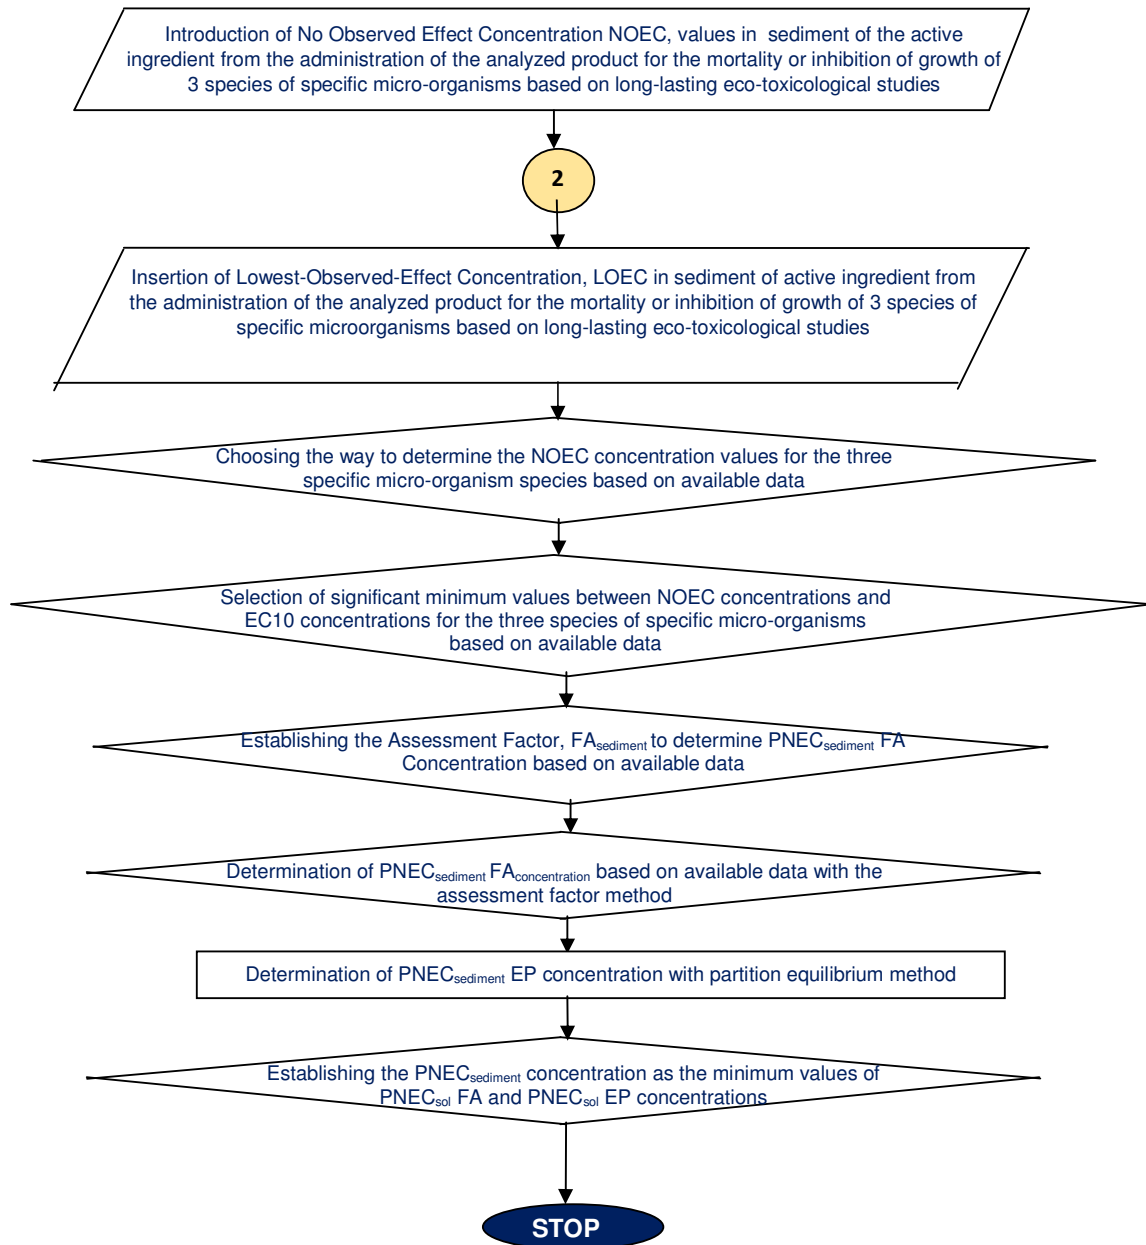 Introduction of No Observed Effect Concentration NOEC, values in sediment of the active
ingredient from the administration of the analyzed product for the mortality or inhibition of growth of
3 species of specific micro-organisms based on long-lasting eco-toxicological studies
2
Insertion of Lowest-Observed-Effect Concentration, LOEC in sediment of active ingredient from
the administration of the analyzed product for the mortality or inhibition of growth of 3 species of
specific microorganisms based on long-lasting eco-toxicological studies
Choosing the way to determine the NOEC concentration values for the three
specific micro-organism species based on available data
Selection of significant minimum values between NOEC concentrations and
EC10 concentrations for the three species of specific micro-organisms
based on available data
Establishing the Assessment Factor, FAsediment to determine PNECsediment FA
Concentration based on available data
Determination of PNECsediment FAconcentration based on available data with the
assessment factor method
Determination of PNECsediment EP concentration with partition equilibrium method
Establishing the PNECsediment concentration as the minimum values of
PNECsol FA and PNECsol EP concentrations
STOP